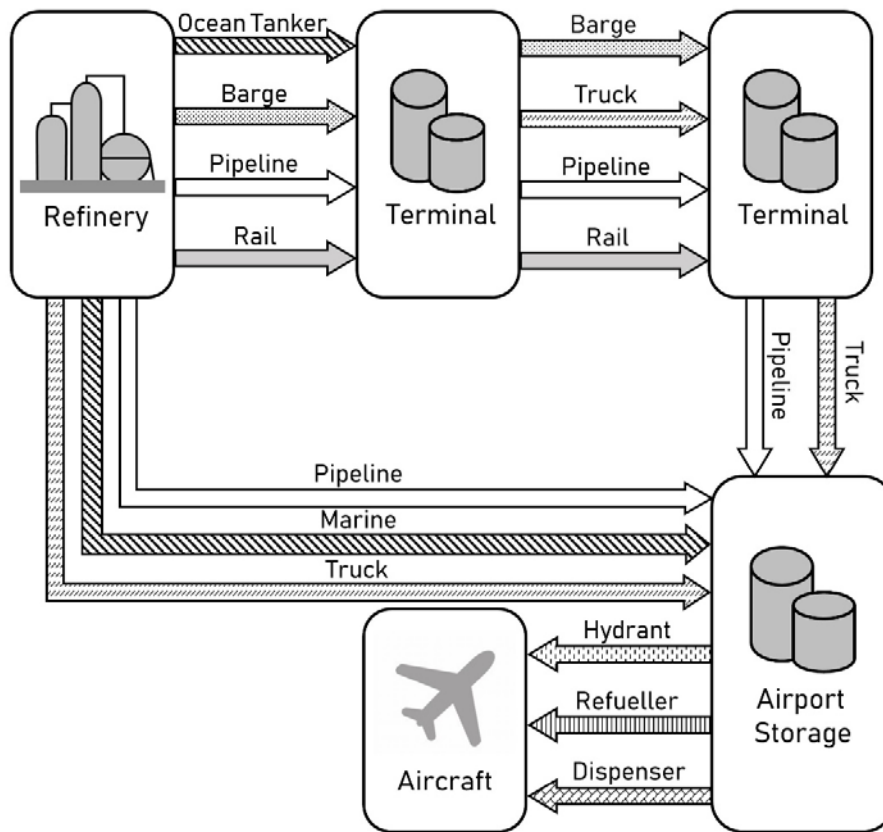 Ocean Tanker
Barge
Pipeline
Rail
Refinery
Terminal
Barge
Truck
Pipeline
Rail
Terminal
Pipeline
Truck
Pipeline
Marine
Truck
Hydrant
Refueller
Dispenser
Aircraft
Airport
Storage